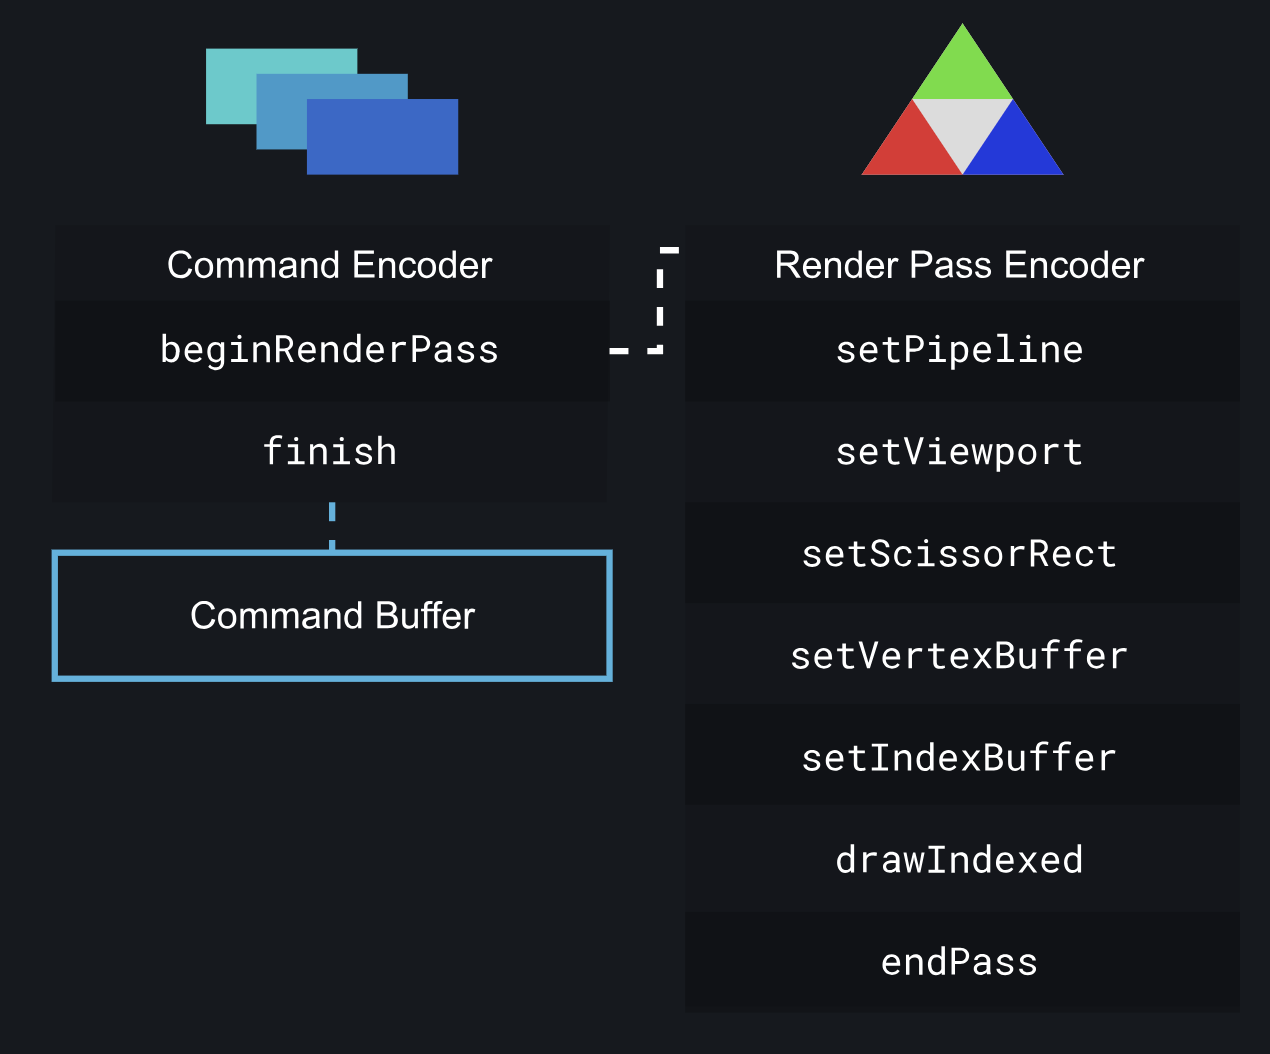 Command Encoder
beginRenderPass
finish
Command Buffer
Render Pass Encoder
setPipeline
setViewport
setScissorRect
setVertexBuffer
setIndexBuffer
drawIndexed
endPass